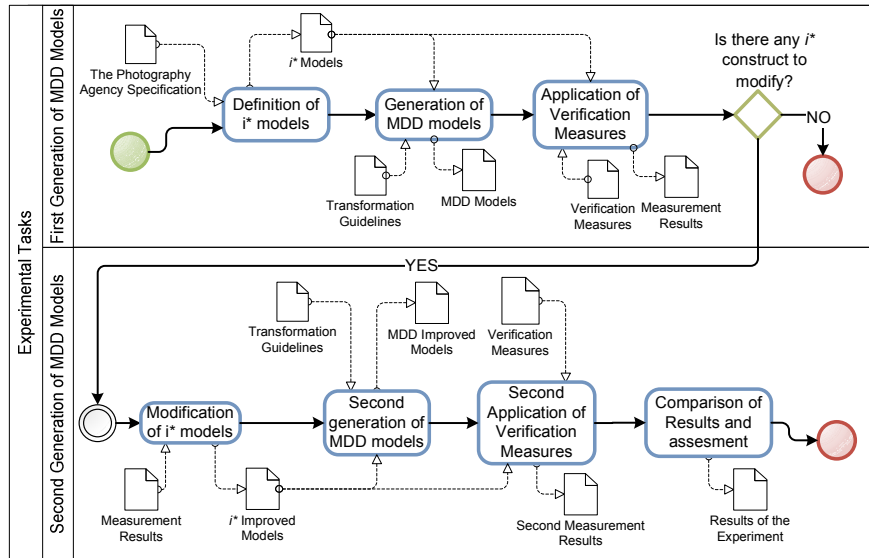 Experimental Tasks
First Generation of MDD Models
The Photography
Agency Specification
i* Models
Definition of
i* models
Generation of
MDD models
Application of
Verification
Measures
Is there any i*
construct to
modify?
NO
Transformation
Guidelines
MDD Models
Verification
Measures
Measurement
Results
YES
Second Generation of MDD Models
Transformation
Guidelines
MDD Improved
Models
Verification
Measures
Modification
of i* models
Second
generation of
MDD models
Second
Application of
Verification
Measures
Comparison of
Results and
assesment
Measurement
Results
i* Improved
Models
Second Measurement
Results
Results of the
Experiment